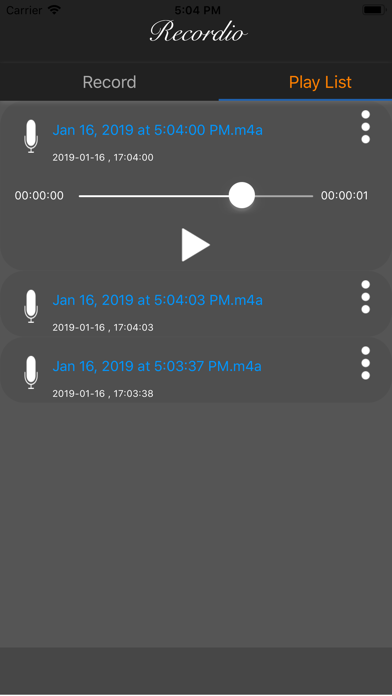 Carrier 5:04 PM
Recordio
Record Play List
Jan 16, 2019 at 5:04:00 PM.m4a
2019-01-16 , 17:04:00
00:00:00 00:00:01
Jan 16, 2019 at 5:04:03 PM.m4a
2019-01-16 , 17:04:03
Jan 16, 2019 at 5:03:37 PM.m4a
2019-01-16 , 17:03:38